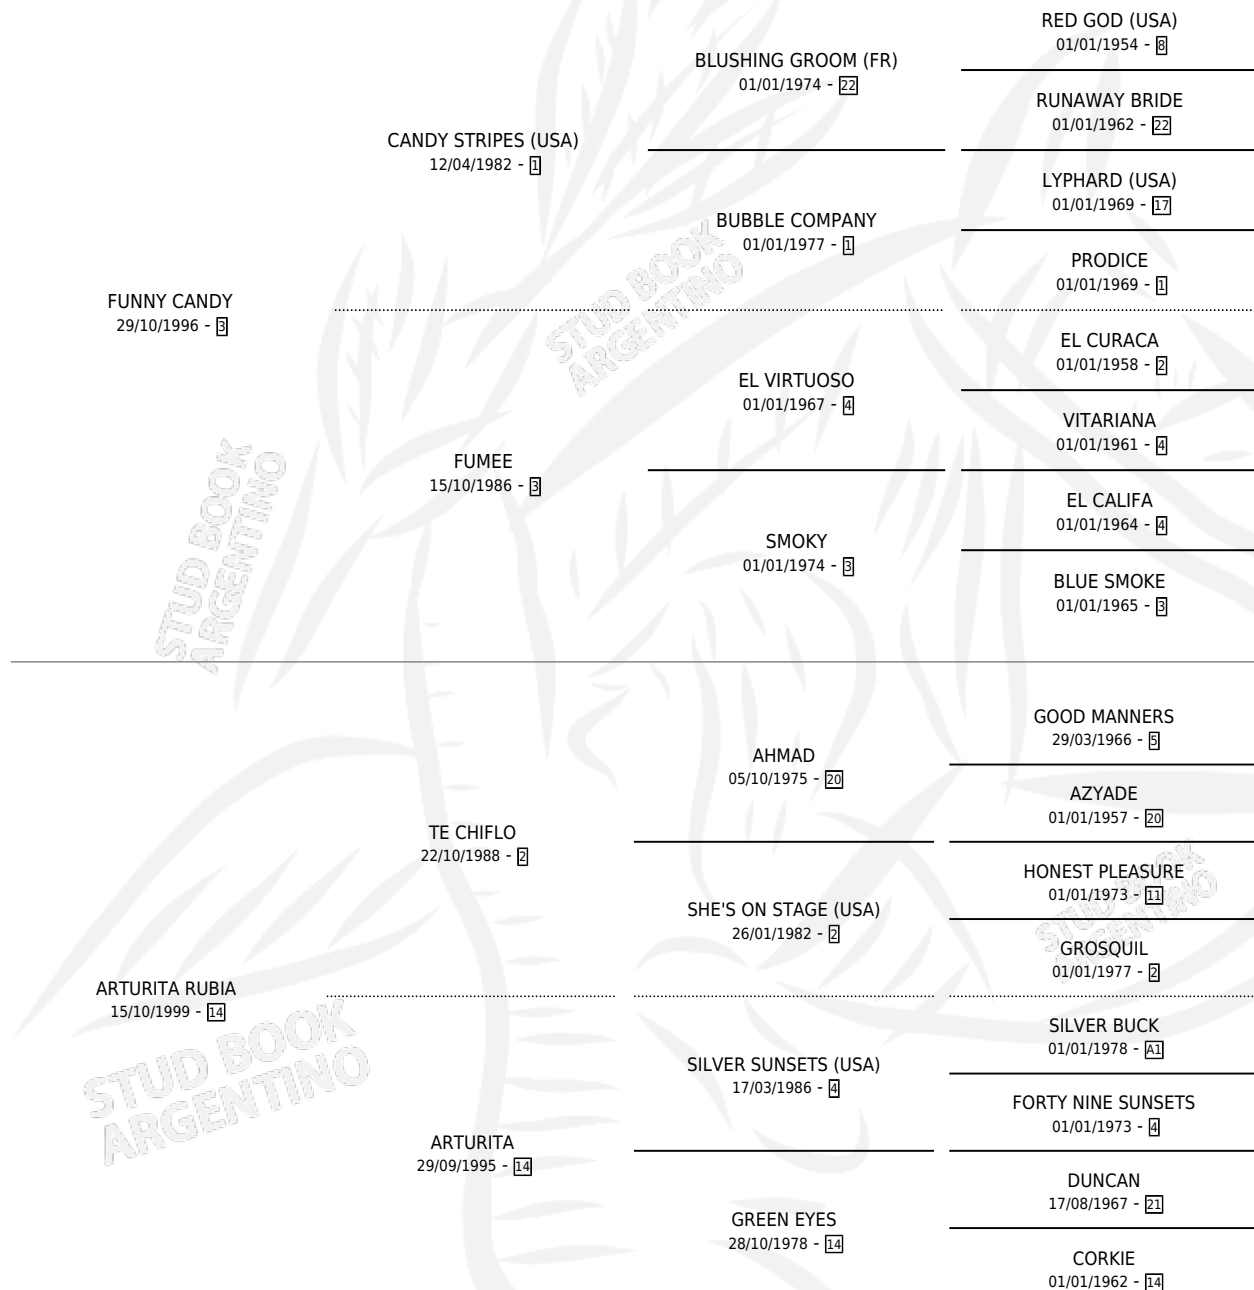 RED GOD (USA)
01/01/1954 - 8
BLUSHING GROOM (FR)
01/01/1974 - 22
RUNAWAY BRIDE
01/01/1962 - 22
CANDY STRIPES (USA)
12/04/1982 - 1
LYPHARD (USA)
01/01/1969 - 17
BUBBLE COMPANY
01/01/1977 - 1
PRODICE
01/01/1969 - 1
FUNNY CANDY
29/10/1996 - 3
STUD BOOK
ARGENTINO
EL CURACA
01/01/1958 - 2
EL VIRTUOSO
01/01/1967 - 4
VITARIANA
01/01/1961 - 4
FUMEE
15/10/1986 - 3
EL CALIFA
01/01/1964 - 4
SMOKY
01/01/1974 - 3
BLUE SMOKE
01/01/1965 - 3
STUD BOOK
ARGENTINO
GOOD MANNERS
29/03/1966 - 5
AHMAD
05/10/1975 - 20
AZYADE
01/01/1957 - 20
TE CHIFLO
22/10/1988 - 2
HONEST PLEASURE
01/01/1973 - 11
SHE'S ON STAGE (USA)
26/01/1982 - 2
STUD BOOK
ARGENTINO
GROSQUIL
01/01/1977 - 2
ARTURITA RUBIA
15/10/1999 - 14
SILVER BUCK
01/01/1978 - A1
SILVER SUNSETS (USA)
17/03/1986 - 4
STUD BOOK
ARGENTINO
FORTY NINE SUNSETS
01/01/1973 - 4
ARTURITA
29/09/1995 - 14
DUNCAN
17/08/1967 - 21
GREEN EYES
28/10/1978 - 14
CORKIE
01/01/1962 - 14